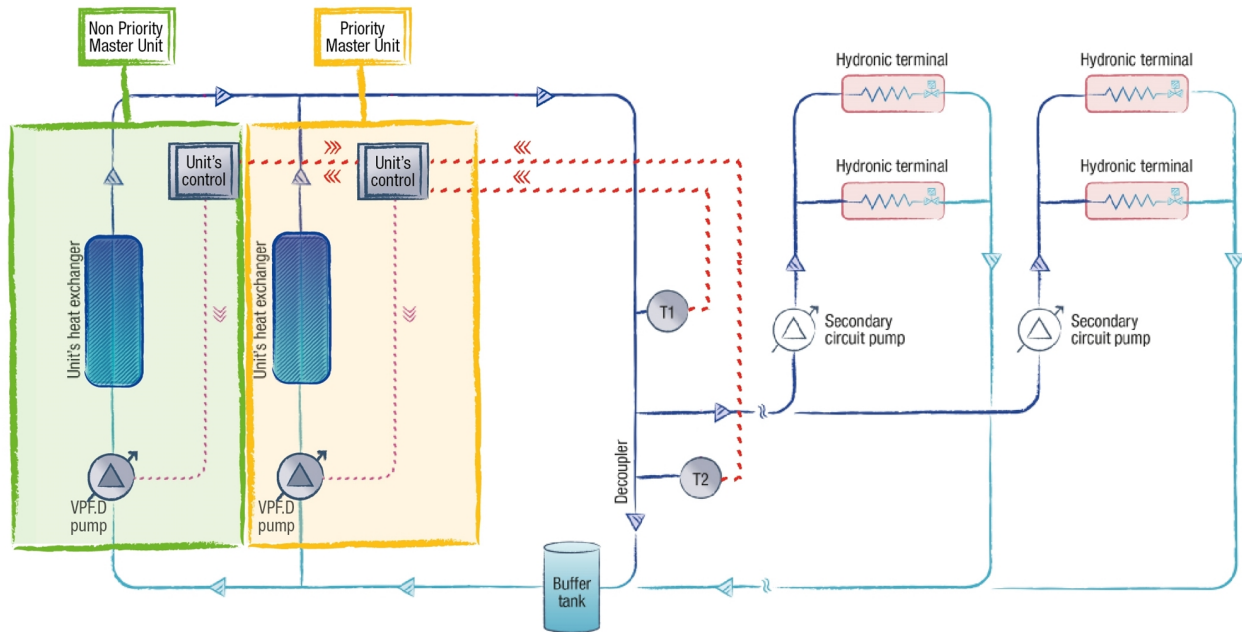 Non Priority
Master Unit
Priority
Master Unit
Hydronic terminal
Hydronic terminal
Unit's
control
Unit's
control
Hydronic terminal
Hydronic terminal
Unit's heat exchanger
Unit's heat exchanger
T1
Secondary
circuit pump
Secondary
circuit pump
Decoupler
T2
VPF.D
pump
VPF.D
pump
Buffer
tank